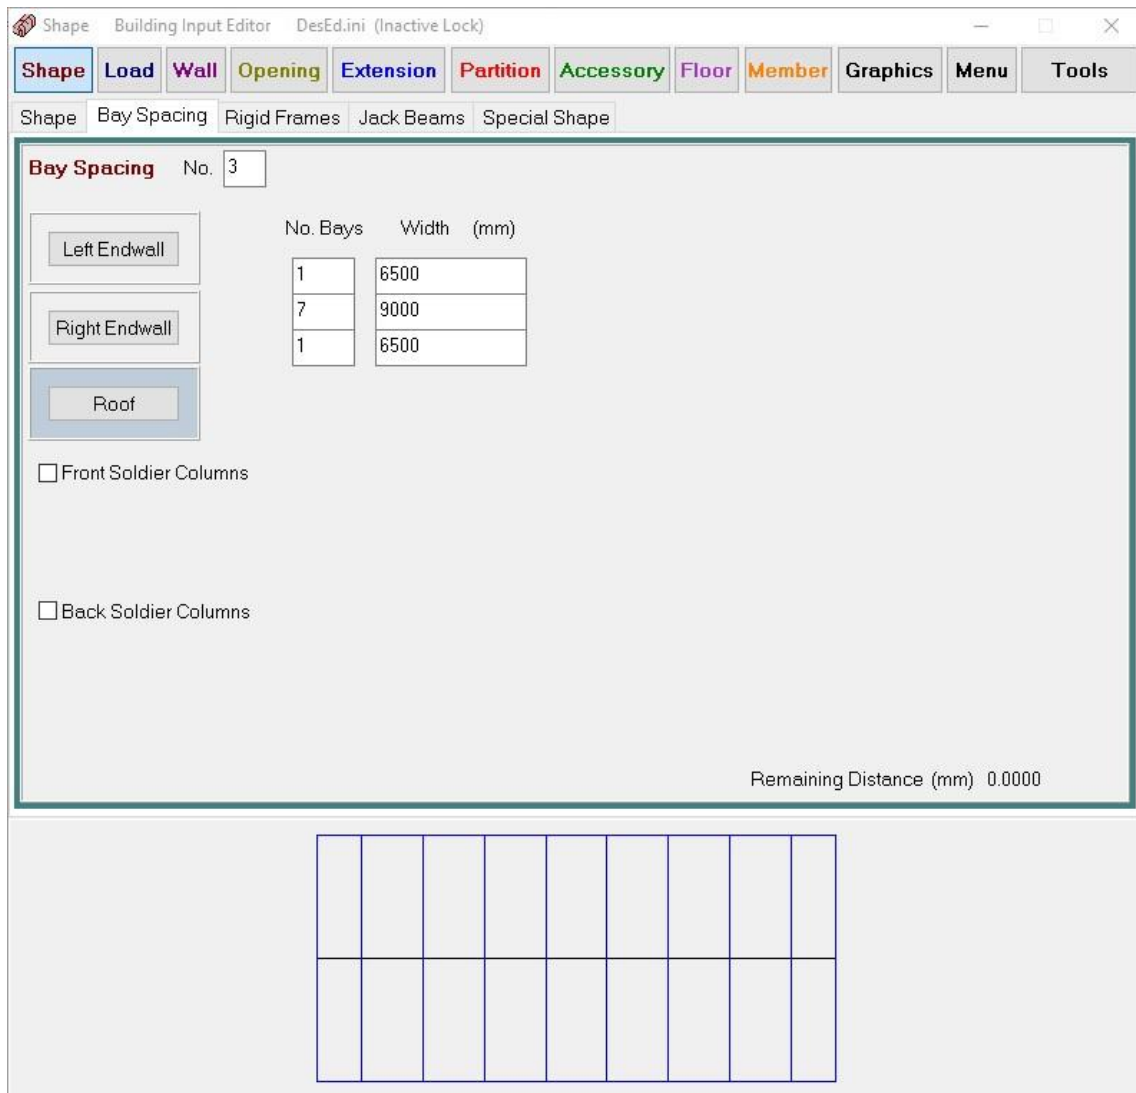 Shape Building Input Editor DesEd.ini (Inactive Lock)
Shape Load Wall Opening Extension Partition Accessory Floor Member Graphics Menu Tools
Shape Bay Spacing Rigid Frames Jack Beams Special Shape
Bay Spacing No. 3
No. Bays Width (mm)
Left Endwall
1 6500
7 9000
Right Endwall
1 6500
Roof
Front Soldier Columns
Back Soldier Columns
Remaining Distance (mm) 0.0000